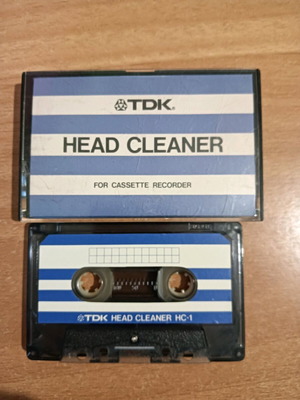 TDK
HEAD CLEANER
FOR CASSETTE RECORDER
TDK HEAD CLEANER HC-1